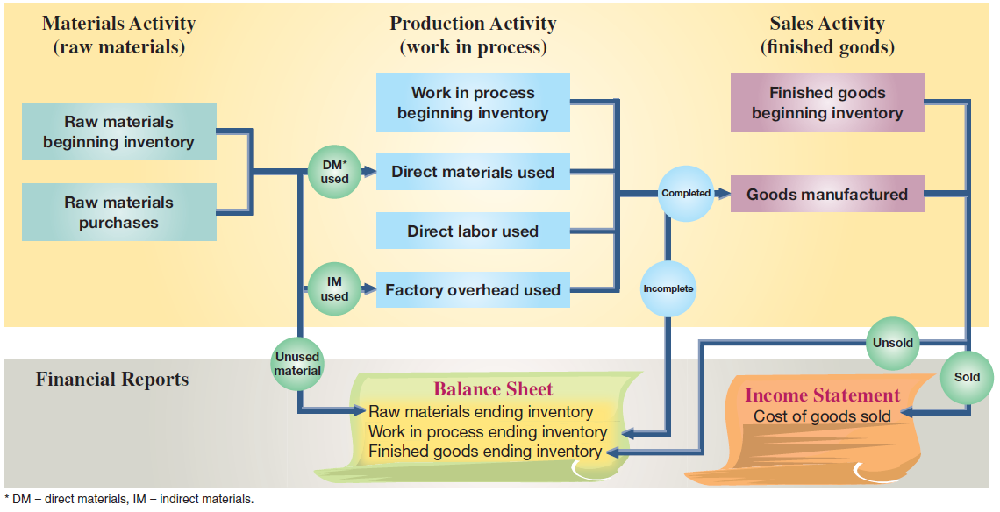 Materials Activity
(raw materials)
Raw materials
beginning inventory
Raw materials
purchases
DM*
used
IM
used
Unused
material
Production Activity
(work in process)
Work in process
beginning inventory
Direct materials used
Direct labor used
Factory overhead used
Completed
Incomplete
Sales Activity
(finished goods)
Finished goods
beginning inventory
Goods manufactured
Unsold
Sold
Financial Reports
Balance Sheet
Raw materials ending inventory
Work in process ending inventory
Finished goods ending inventory
Income Statement
Cost of goods sold
* DM = direct materials, IM = indirect materials.